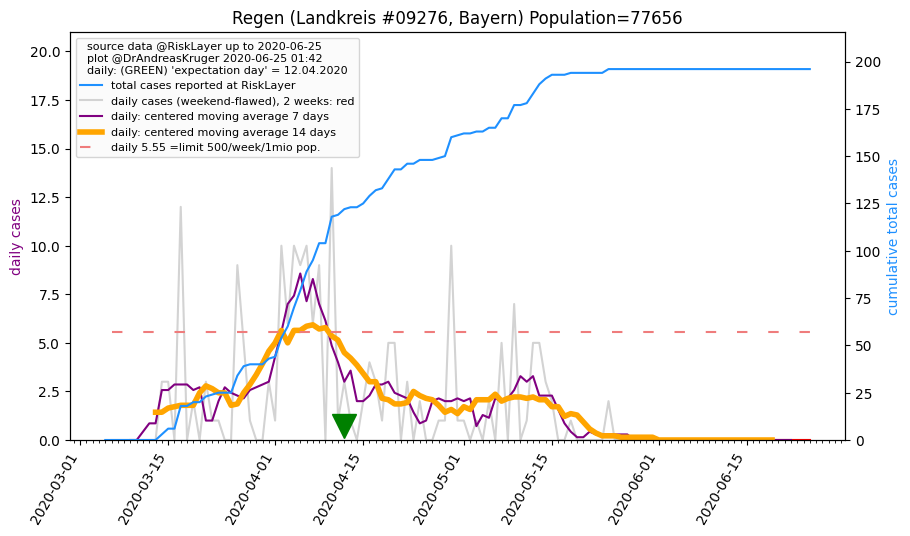 Regen (Landkreis #09276, Bayern) Population=77656
source data @RiskLayer up to 2020-06-25
plot @DrAndreasKruger 2020-06-25 01:42
daily: (GREEN) 'expectation day' = 12.04.2020
total cases reported at RiskLayer
daily cases (weekend-flawed), 2 weeks: red
daily: centered moving average 7 days
daily: centered moving average 14 days
daily 5.55 =limit 500/week/1mio pop.
daily cases
20.0
17.5
15.0
12.5
10.0
7.5
5.0
2.5
0.0
cumulative total cases
200
175
150
125
100
75
50
25
0
2020-03-01
2020-03-15
2020-04-01
2020-04-15
2020-05-01
2020-05-15
2020-06-01
2020-06-15